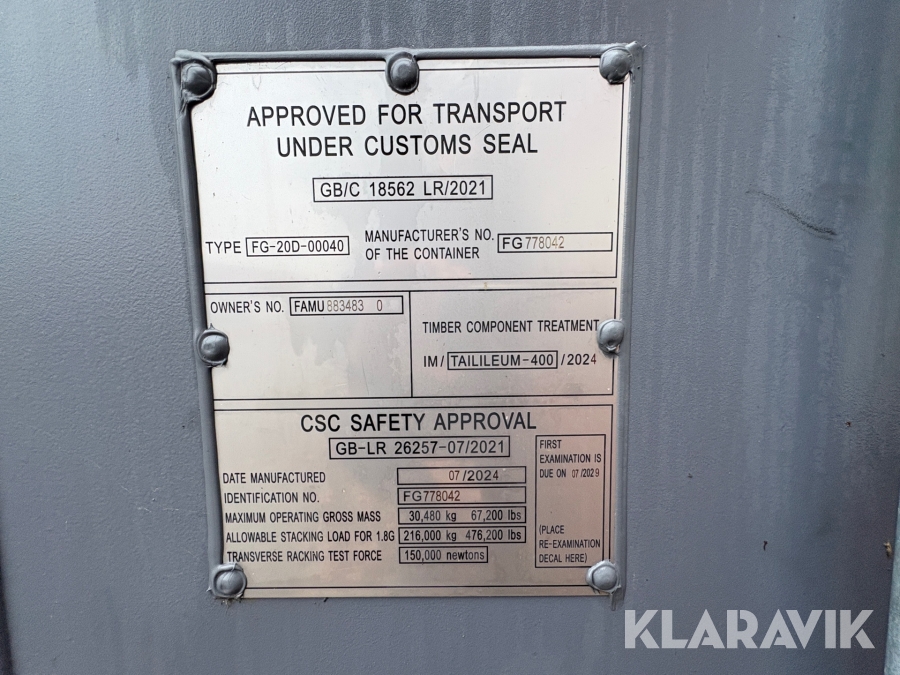 APPROVED FOR TRANSPORT
UNDER CUSTOMS SEAL
GB/C 18562 LR/2021
TYPE FG-20D-00040
MANUFACTURER'S NO.
OF THE CONTAINER
FG778042
OWNER'S NO. FAMU 883483 0
TIMBER COMPONENT TREATMENT
IM/ TAILILEUM-400 /2024
CSC SAFETY APPROVAL
GB-LR 26257-07/2021
DATE MANUFACTURED 07/2024
IDENTIFICATION NO. FG778042
MAXIMUM OPERATING GROSS MASS 30,480 kg 67,200 lbs
ALLOWABLE STACKING LOAD FOR 1.8G 216,000 kg 476,200 lbs
TRANSVERSE RACKING TEST FORCE 150,000 newtons
FIRST
EXAMINATION IS
DUE ON 07/2029
(PLACE
RE-EXAMINATION
DECAL HERE)
KLARAVIK